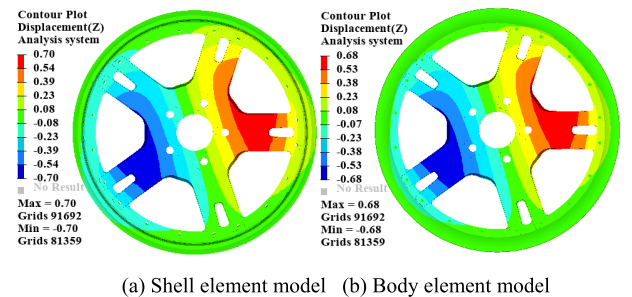 Contour Plot
Displacement(Z)
Analysis system
0.70
0.54
0.39
0.23
0.08
-0.08
-0.23
-0.39
-0.54
-0.70
No Result
Max = 0.70
Grids 91692
Min = -0.70
Grids 81359
Contour Plot
Displacement(Z)
Analysis system
0.68
0.53
0.38
0.23
0.08
-0.07
-0.23
-0.38
-0.53
-0.68
No Result
Max = 0.68
Grids 91692
Min = -0.68
Grids 81359
(a) Shell element model (b) Body element model